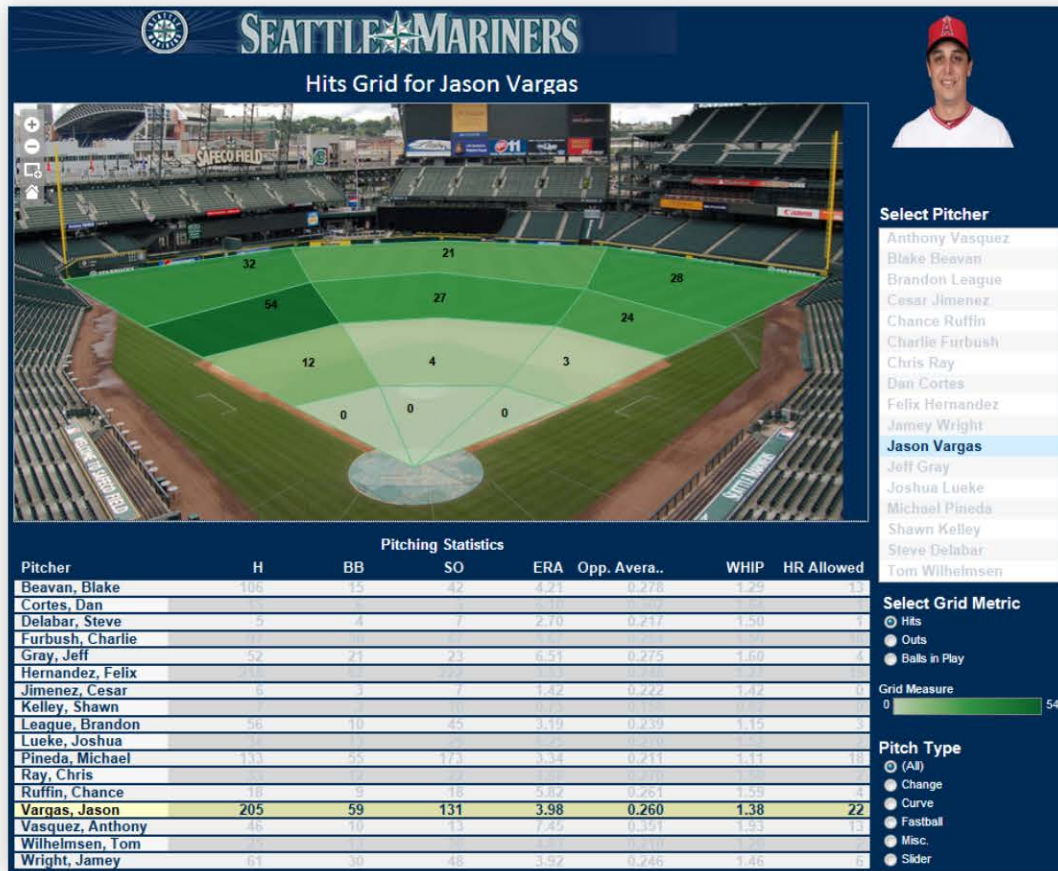 SEATTLE MARINERS
SEATTLE MARINERS
Hits Grid for Jason Vargas
SAFECO FIELD
32
21
28
54
27
24
12
4
3
0
0
0
WELCOME TO SAFECO FIELD
SEATTLE MARINERS
Select Pitcher
Anthony Vasquez
Blake Beavan
Brandon League
Cesar Jimenez
Chance Ruffin
Charlie Furbush
Chris Ray
Dan Cortes
Felix Hernandez
Jamey Wright
Jason Vargas
Jeff Gray
Joshua Lueke
Michael Pineda
Shawn Kelley
Steve Delabar
Tom Wilhelmsen
Select Grid Metric
Hits
Outs
Balls in Play
Grid Measure
0 54
Pitch Type
(All)
Change
Curve
Fastball
Misc.
Slider
Pitching Statistics
Pitcher H BB SO ERA Opp. Avera.. WHIP HR Allowed
Beavan, Blake 106 15 42 4.21 0.278 1.29 13
Cortes, Dan
Delabar, Steve 5 4 7 2.70 0.217 1.50 1
Furbush, Charlie
Gray, Jeff 52 21 23 6.51 0.275 1.60 4
Hernandez, Felix
Jimenez, Cesar 6 3 7 1.42 0.222 1.42 0
Kelley, Shawn
League, Brandon 56 10 45 3.19 0.239 1.15 3
Lueke, Joshua
Pineda, Michael 133 55 173 3.34 0.211 1.11 18
Ray, Chris
Ruffin, Chance 18 9 18 5.82 0.261 1.59 4
Vargas, Jason 205 59 131 3.98 0.260 1.38 22
Vasquez, Anthony 46 10 13 7.45 0.351 1.93 13
Wilhelmsen, Tom
Wright, Jamey 61 30 48 3.92 0.246 1.46 6